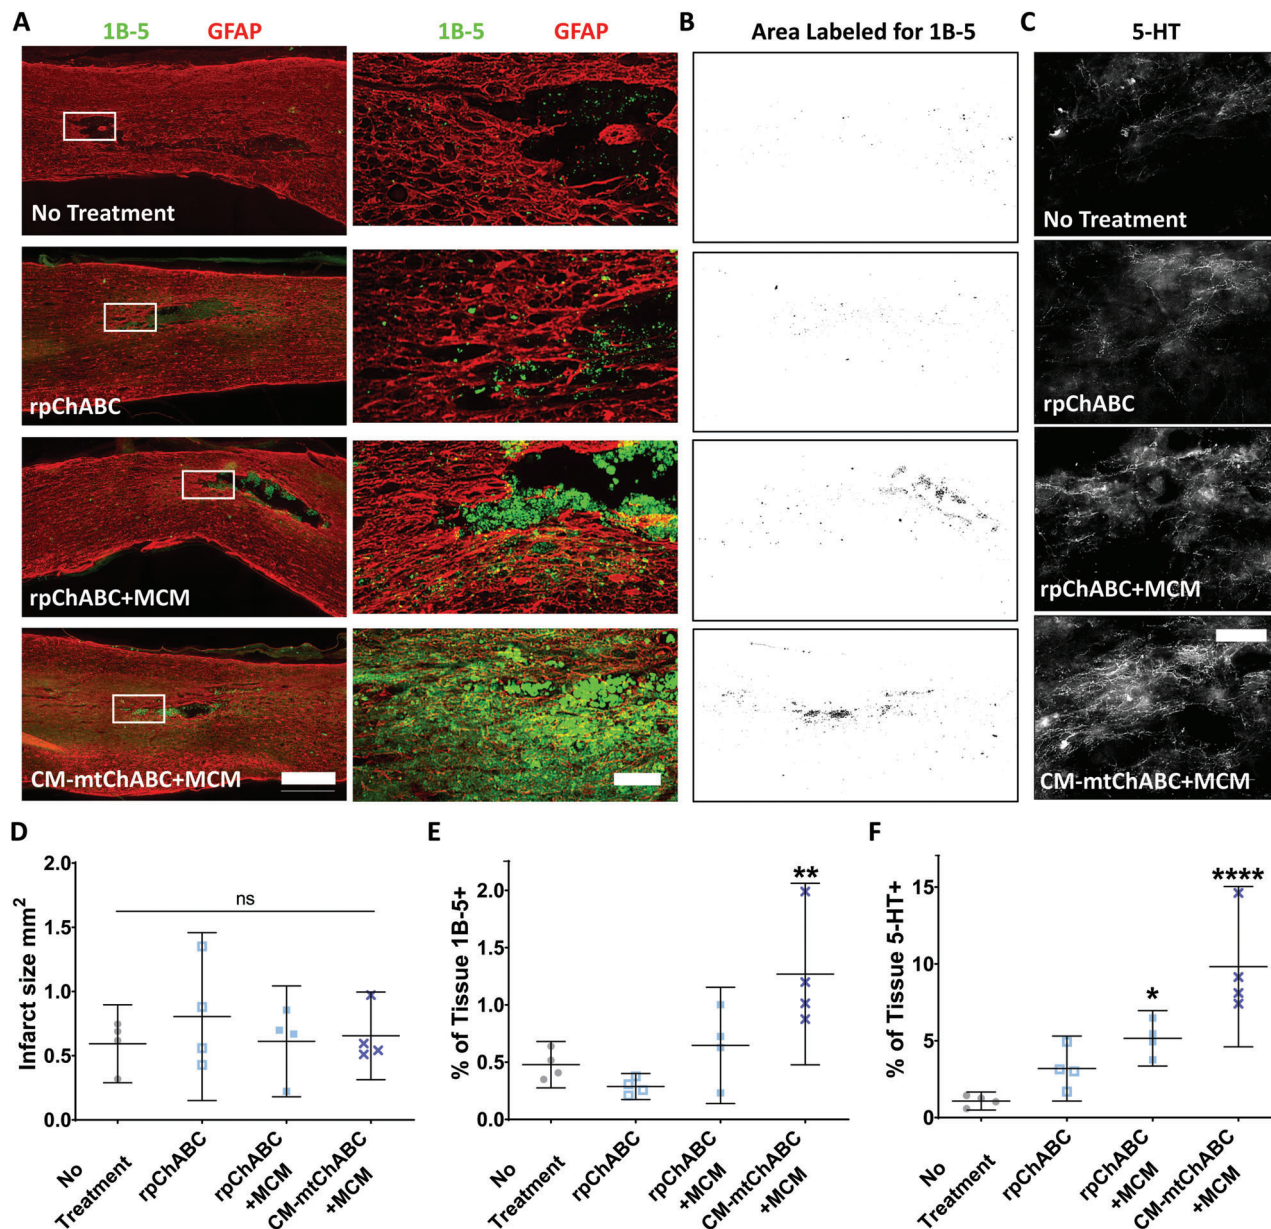 A
1B-5 GFAP
1B-5 GFAP
B
Area Labeled for 1B-5
C
5-HT
No Treatment
No Treatment
rpChABC
rpChABC
rpChABC+MCM
rpChABC+MCM
CM-mtChABC+MCM
CM-mtChABC+MCM
D
Infarct size mm²
2.0
1.5
1.0
0.5
0.0
ns
No
Treatment
rpChABC
rpChABC
+MCM
CM-mtChABC
+MCM
E
% of Tissue 1B-5+
2.0
1.5
1.0
0.5
0.0
**
No
Treatment
rpChABC
rpChABC
+MCM
CM-mtChABC
+MCM
F
% of Tissue 5-HT+
15
10
5
0
*
****
No
Treatment
rpChABC
rpChABC
+MCM
CM-mtChABC
+MCM